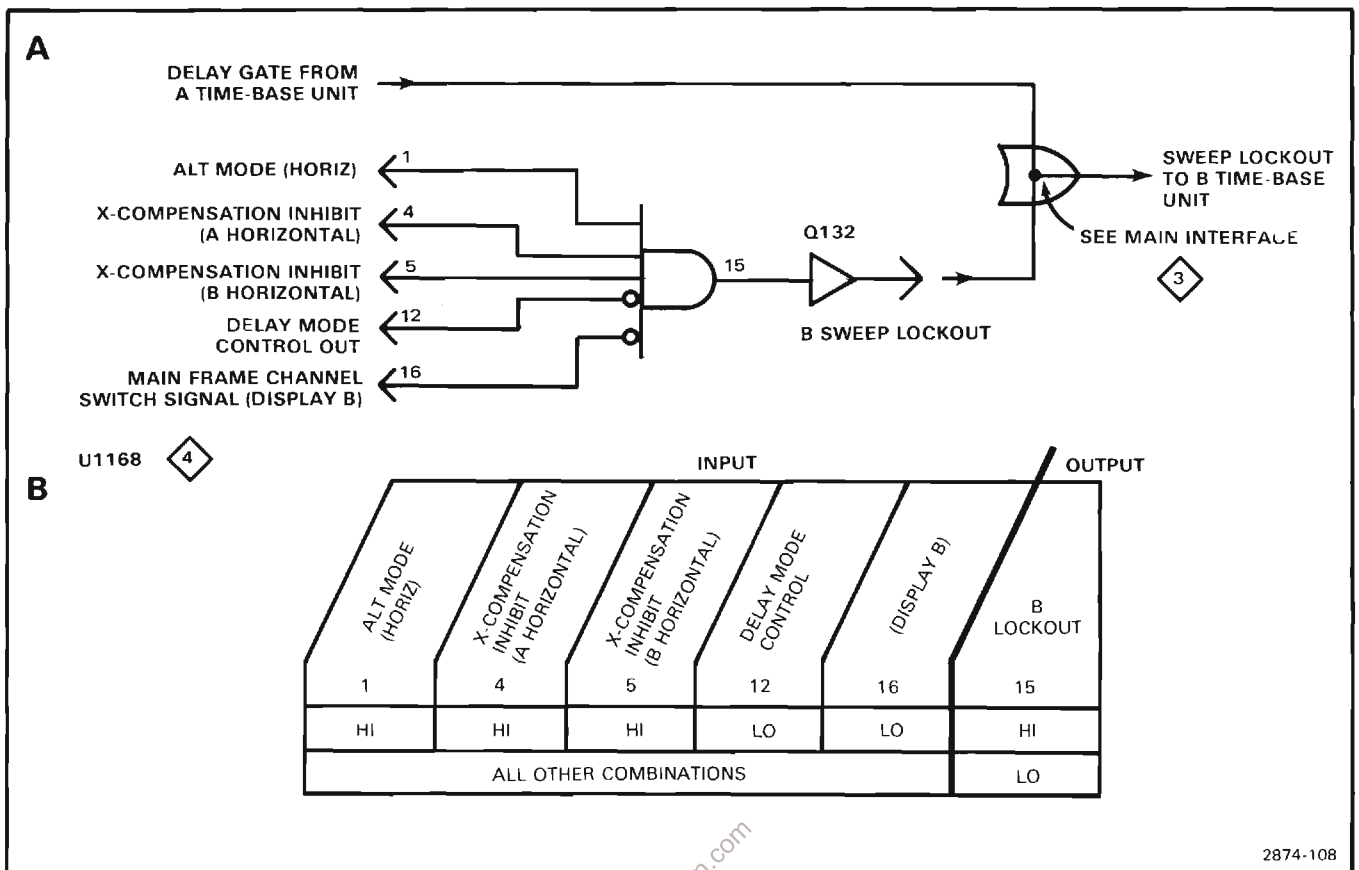 A
DELAY GATE FROM
A TIME-BASE UNIT
ALT MODE (HORIZ)
1
X-COMPENSATION INHIBIT
(A HORIZONTAL)
4
X-COMPENSATION INHIBIT
(B HORIZONTAL)
5
DELAY MODE
CONTROL OUT
12
MAIN FRAME CHANNEL
SWITCH SIGNAL (DISPLAY B)
16
15
Q132
B SWEEP LOCKOUT
SWEEP LOCKOUT
TO B TIME-BASE
UNIT
SEE MAIN INTERFACE
3
U1168
4
B
INPUT
OUTPUT
ALT MODE
(HORIZ)
X-COMPENSATION
INHIBIT
(A HORIZONTAL)
X-COMPENSATION
INHIBIT
(B HORIZONTAL)
DELAY MODE
CONTROL
(DISPLAY B)
B
LOCKOUT
1 4 5 12 16 15
HI HI HI LO LO HI
ALL OTHER COMBINATIONS LO
2874-108